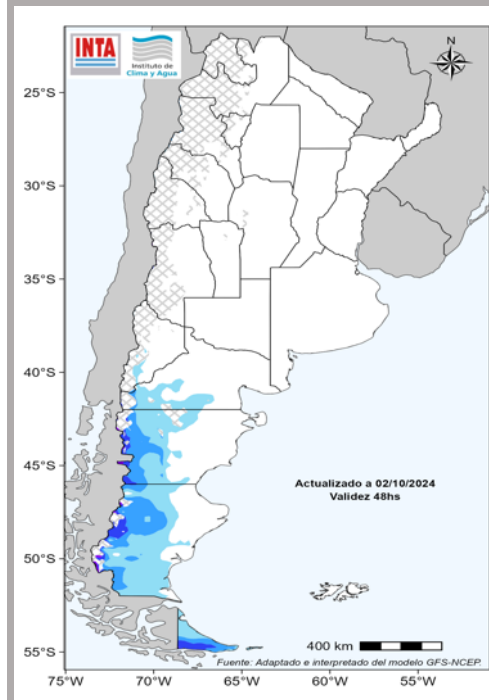 INTA
Instituto de
Clima y Agua
N
25°S
30°S
35°S
40°S
45°S
50°S
55°S
Actualizado a 02/10/2024
Validez 48hs
400 km
Fuente: Adaptado e interpretado del modelo GFS-NCEP.
75°W
70°W
65°W
60°W
55°W